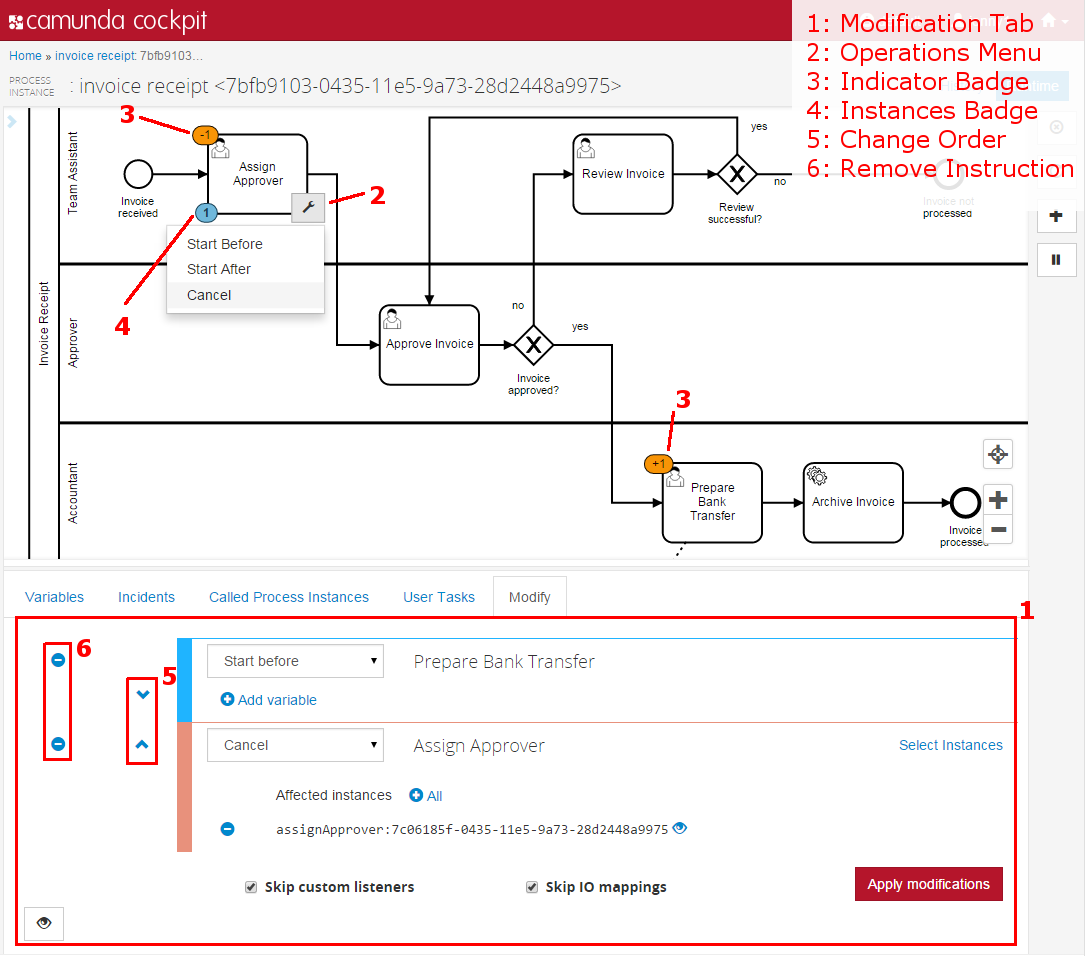 camunda cockpit
1: Modification Tab
2: Operations Menu
3: Indicator Badge
4: Instances Badge
5: Change Order
6: Remove Instruction
Home » invoice receipt: 7bfb9103...
PROCESS
INSTANCE
: invoice receipt <7bfb9103-0435-11e5-9a73-28d2448a9975>
Invoice Receipt
Team Assistant
3
-1
Assign
Approver
Invoice
received
1
2
4
Start Before
Start After
Cancel
Review Invoice
yes
no
Review
successful?
Invoice not
processed
Approver
Approve Invoice
no
yes
Invoice
approved?
Accountant
3
+1
Prepare
Bank
Transfer
Archive Invoice
Invoice
processed
Variables
Incidents
Called Process Instances
User Tasks
Modify
1
6
5
Start before
Prepare Bank Transfer
Add variable
Cancel
Assign Approver
Select Instances
Affected instances
All
assignApprover:7c06185f-0435-11e5-9a73-28d2448a9975
Skip custom listeners
Skip IO mappings
Apply modifications